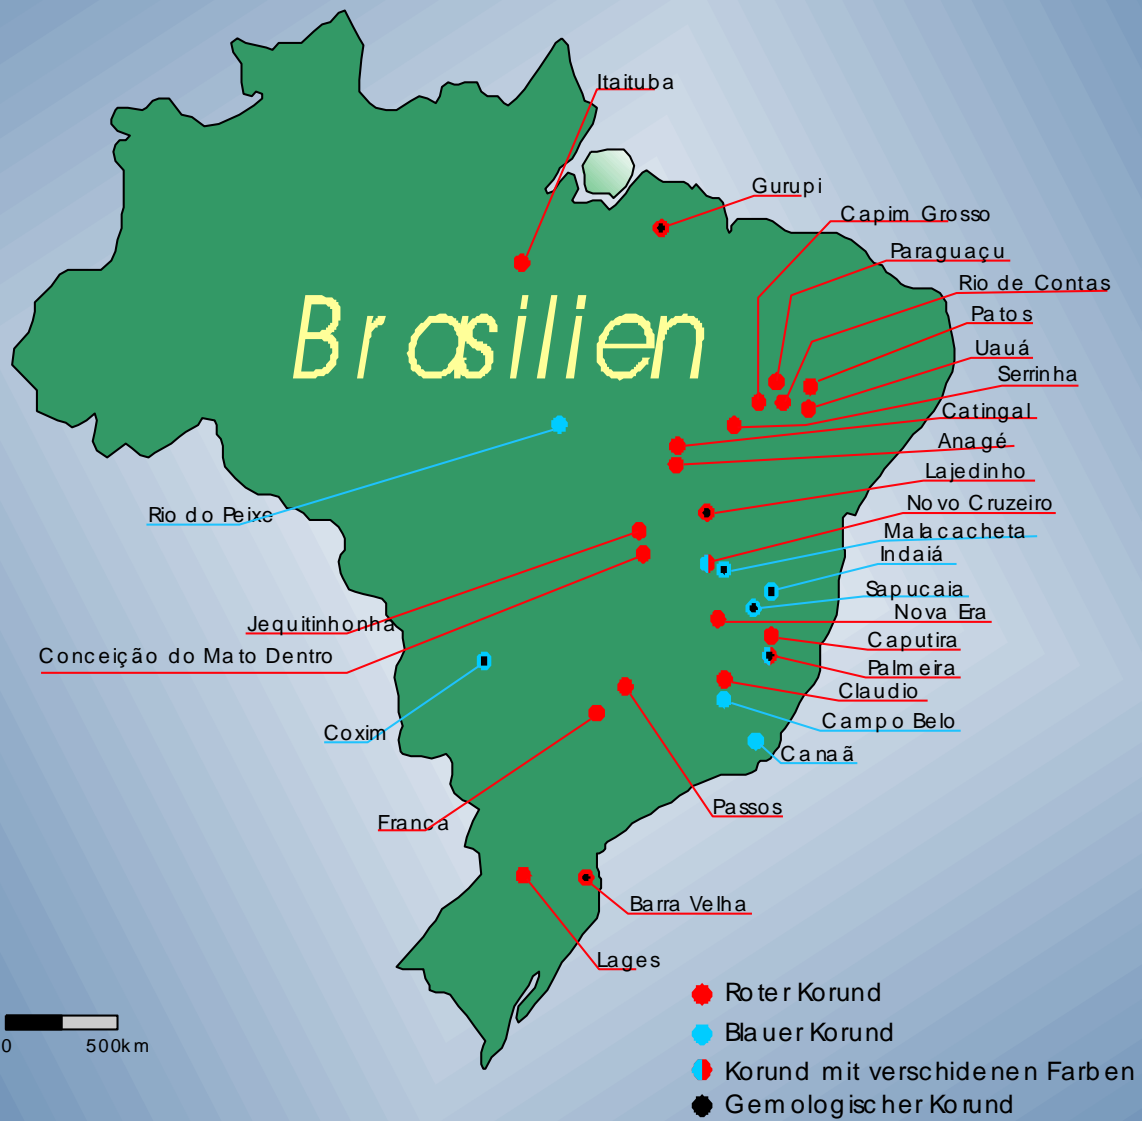 Itaituba
Gurupi
Capim Grosso
Paraguaçu
Rio de Contas
Patos
Uauá
Serrinha
Catingal
Anagé
Lajedinho
Novo Cruzeiro
Malacacheta
Indaiá
Sapucaia
Nova Era
Caputira
Palmeira
Claudio
Campo Belo
Canaã
Brasilien
Rio do Peixe
Jequitinhonha
Conceição do Mato Dentro
Coxim
Franca
Passos
Barra Velha
Lages
Roter Korund
Blauer Korund
Korund mit verschidenen Farben
Gemologischer Korund
0 500km